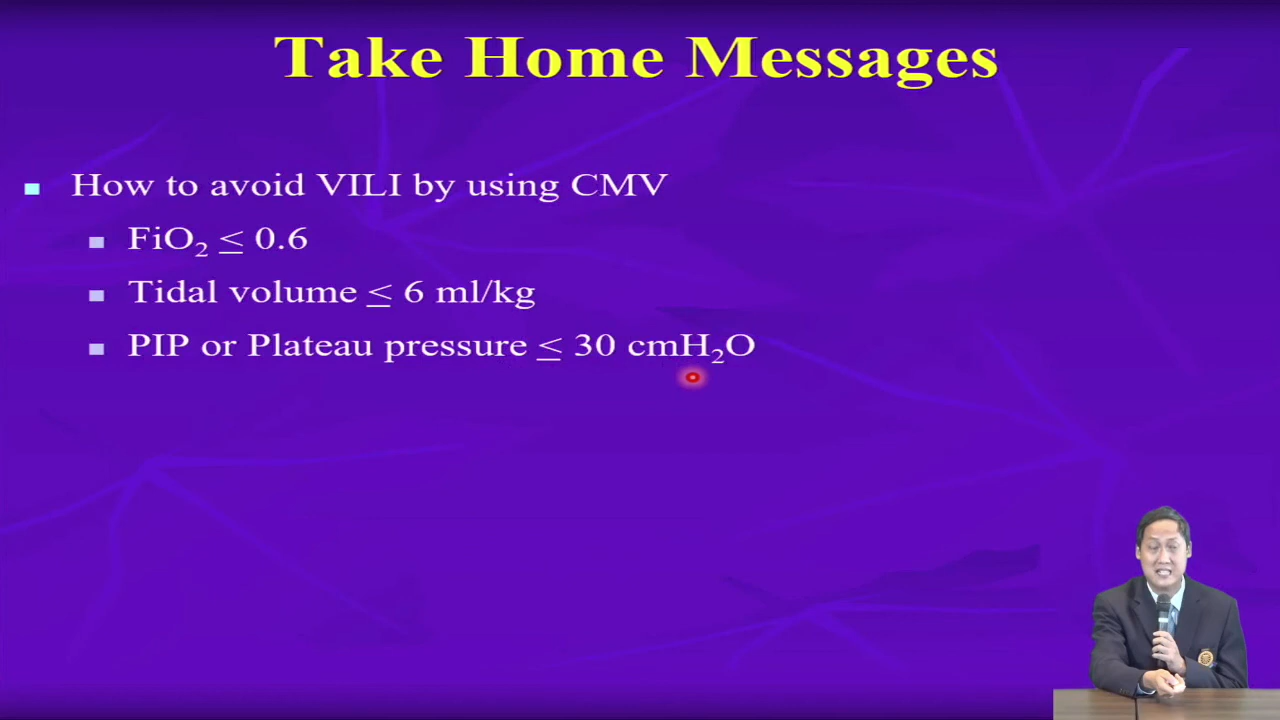 Take Home Messages
How to avoid VILI by using CMV
FiO₂ ≤ 0.6
Tidal volume ≤ 6 ml/kg
PIP or Plateau pressure ≤ 30 cmH₂O